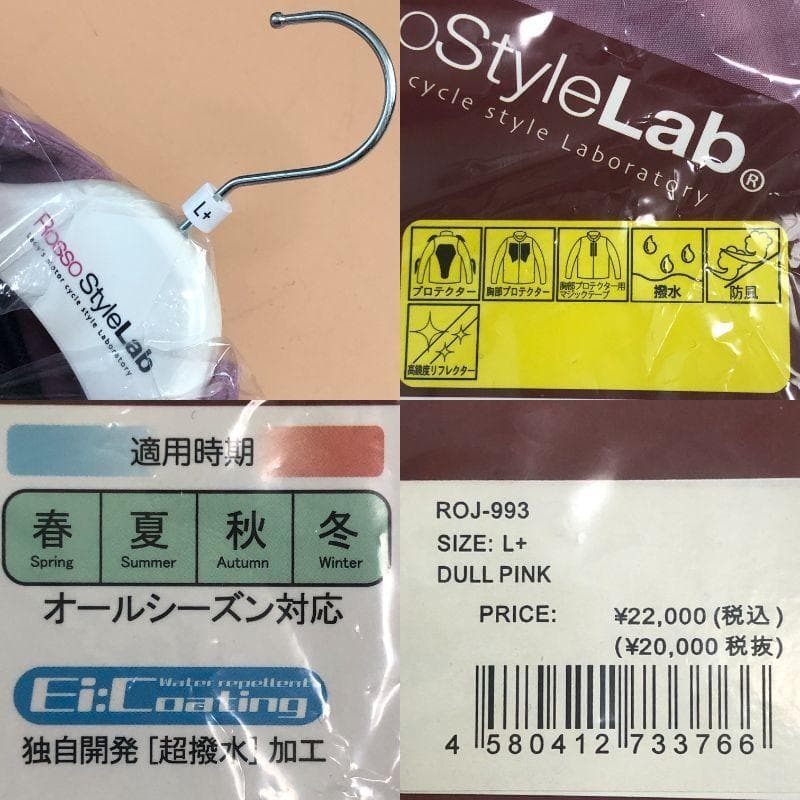 L+
ROSSO StyleLab
Let's motor cycle style Laboratory
oStyleLab®
cycle style Laboratory
プロテクター
胸部プロテクター
胸部プロテクター用
マジックテープ
撥水
防風
高輝度リフレクター
適用時期
春 夏 秋 冬
Spring Summer Autumn Winter
オールシーズン対応
Water repellent
Ei:Coating
独自開発 [超撥水] 加工
ROJ-993
SIZE: L+
DULL PINK
PRICE: ¥22,000 (税込)
(¥20,000 税抜)
4 580412 733766